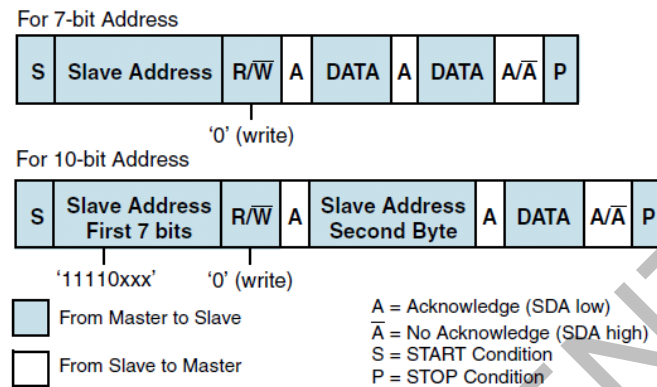 For 7-bit Address
S Slave Address R/W̅ A DATA A DATA A/A̅ P
'0' (write)
For 10-bit Address
S Slave Address First 7 bits R/W̅ A Slave Address Second Byte A DATA A/A̅ P
'11110xxx' '0' (write)
From Master to Slave
From Slave to Master
A = Acknowledge (SDA low)
A̅ = No Acknowledge (SDA high)
S = START Condition
P = STOP Condition